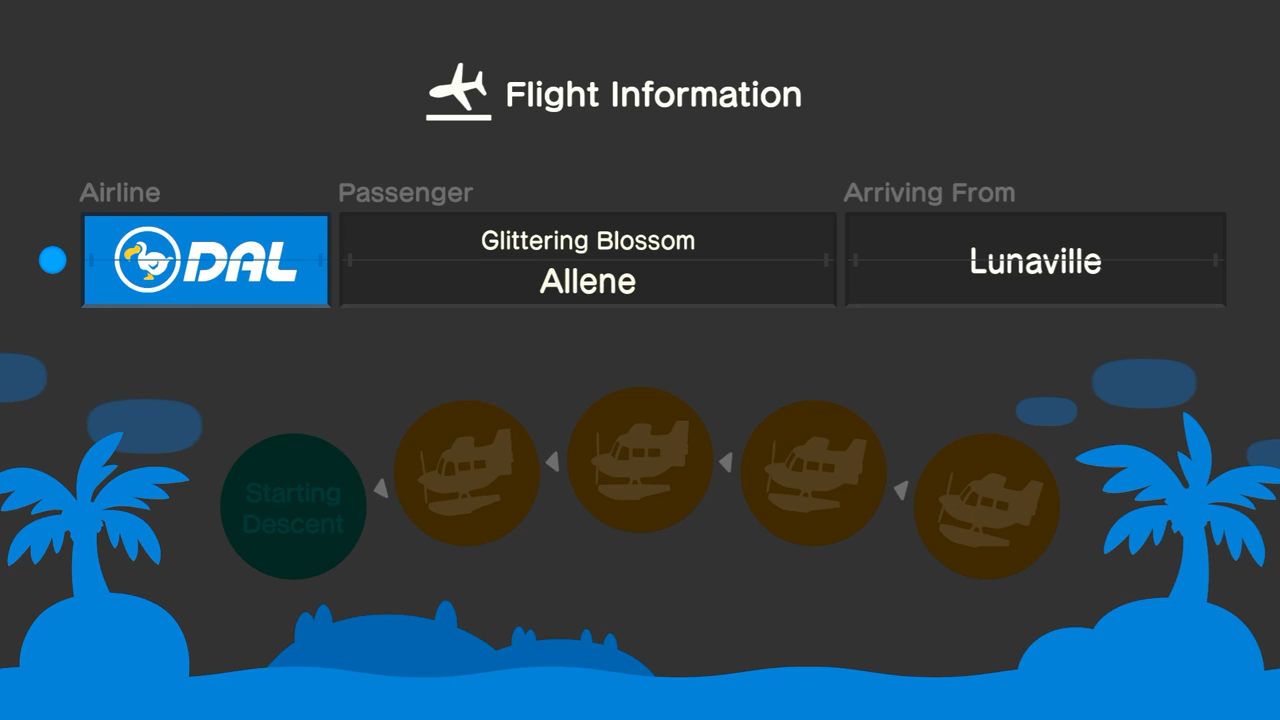 Flight Information
Airline
Passenger
Arriving From
DAL
Glittering Blossom
Allene
Lunaville
Starting
Descent